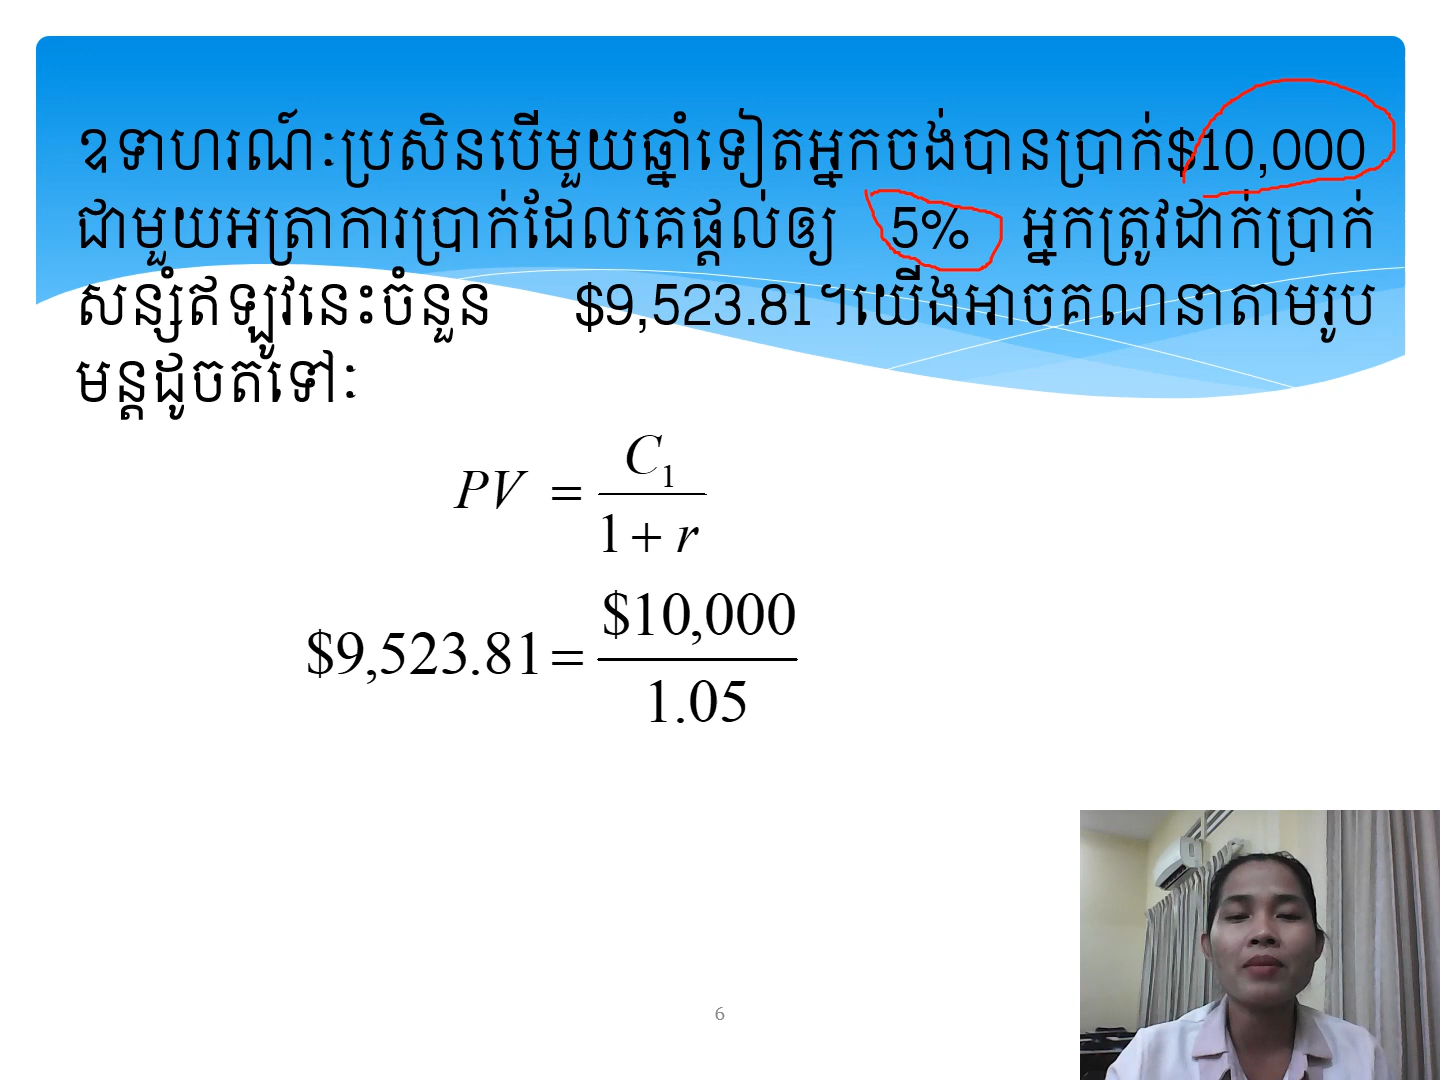 ឧទាហរណ៍ៈប្រសិនបើមួយឆ្នាំទៀតអ្នកចង់បានប្រាក់$10,000
ជាមួយអត្រាការប្រាក់ដែលគេផ្តល់ឲ្យ 5% អ្នកត្រូវដាក់ប្រាក់
សន្សំឥឡូវនេះចំនួន $9,523.81។យើងអាចគណនាតាមរូប
មន្តដូចតទៅៈ
PV = C₁ / 1 + r
$9,523.81 = $10,000 / 1.05
6